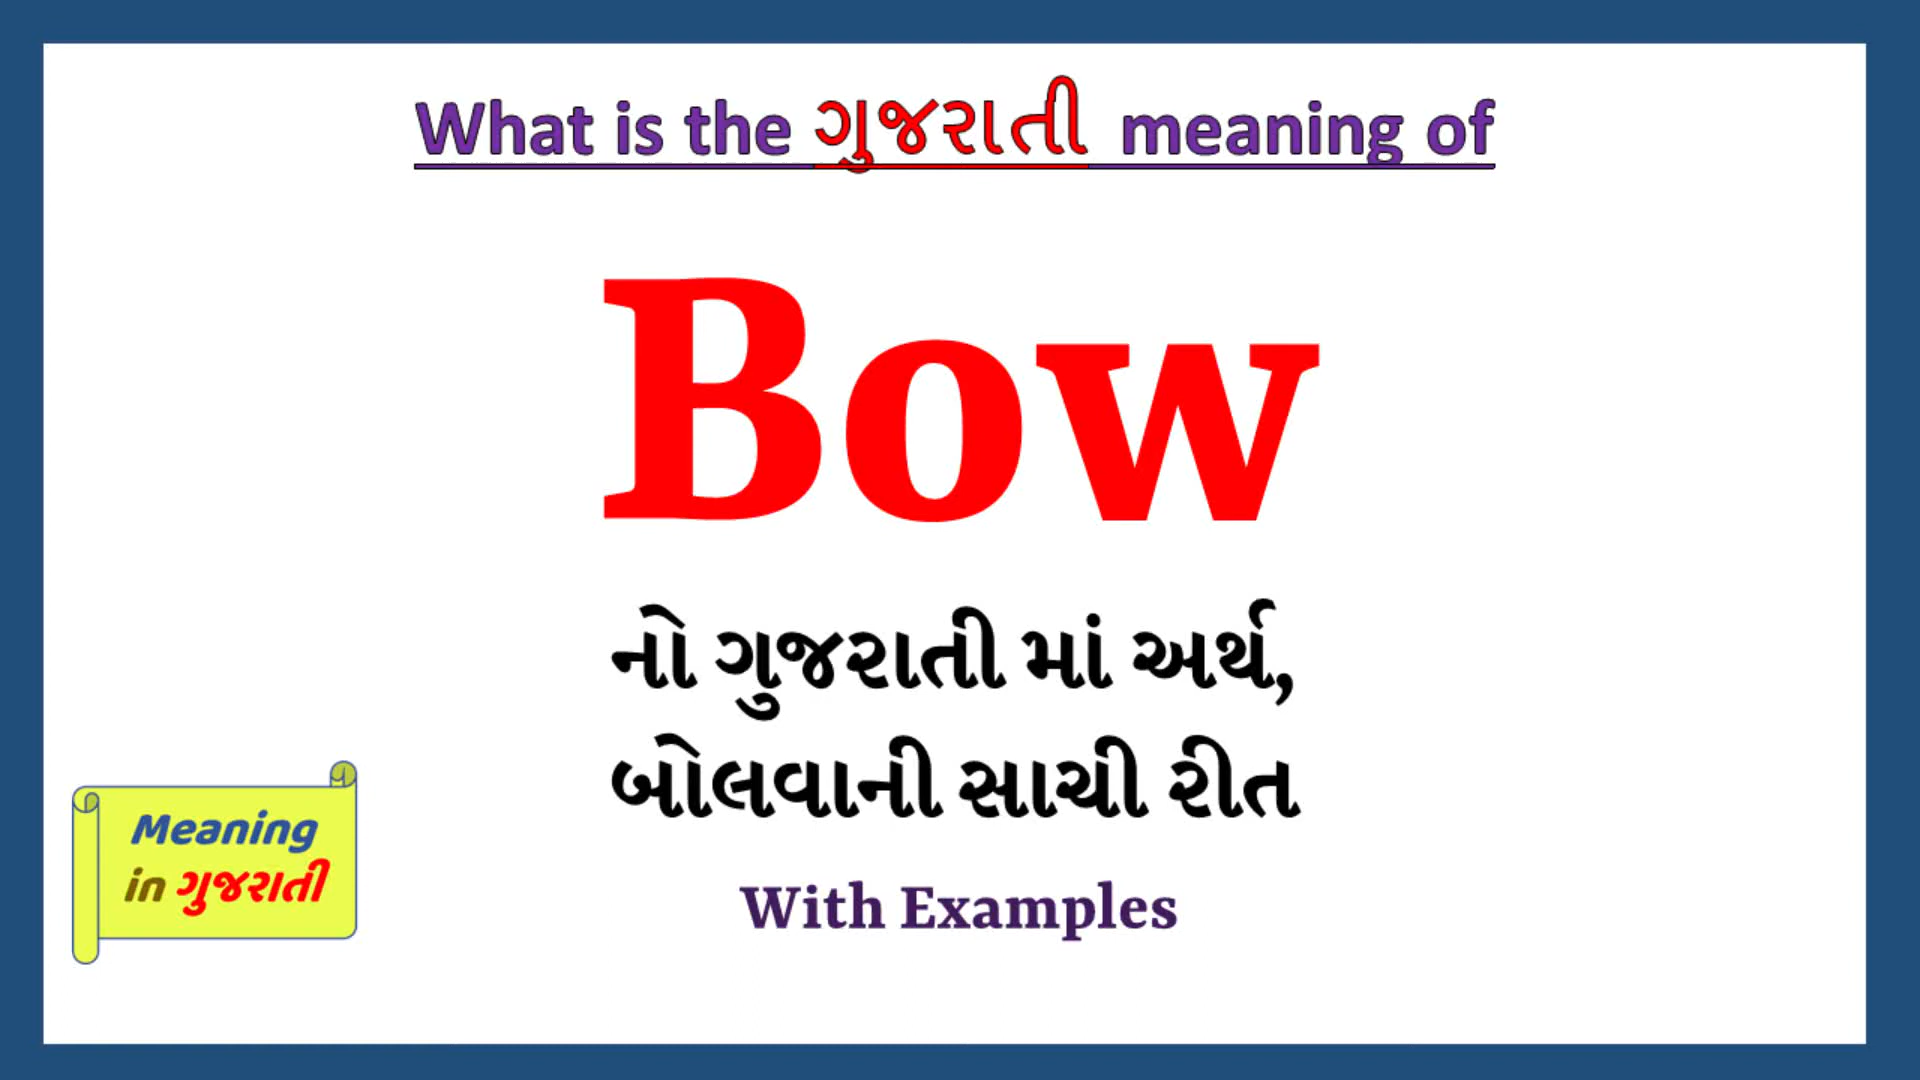 What is the ગુજરાતી meaning of
Bow
નો ગુજરાતી માં અર્થ,
બોલવાની સાચી રીત
With Examples
Meaning
in ગુજરાતી